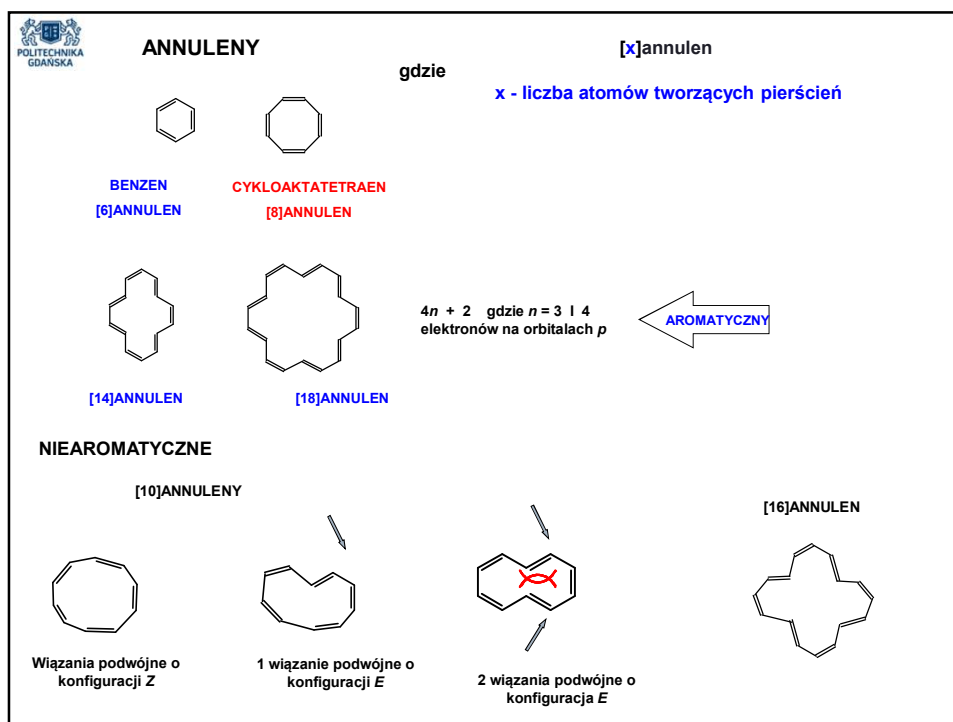 POLITECHNIKA
GDAŃSKA
ANNULENY
gdzie
[x]annulen
x - liczba atomów tworzących pierścień
BENZEN
[6]ANNULEN
CYKLOAKTATETRAEN
[8]ANNULEN
4n + 2 gdzie n = 3 I 4
elektronów na orbitalach p
AROMATYCZNY
[14]ANNULEN
[18]ANNULEN
NIEAROMATYCZNE
[10]ANNULENY
[16]ANNULEN
Wiązania podwójne o
konfiguracji Z
1 wiązanie podwójne o
konfiguracji E
2 wiązania podwójne o
konfiguracja E